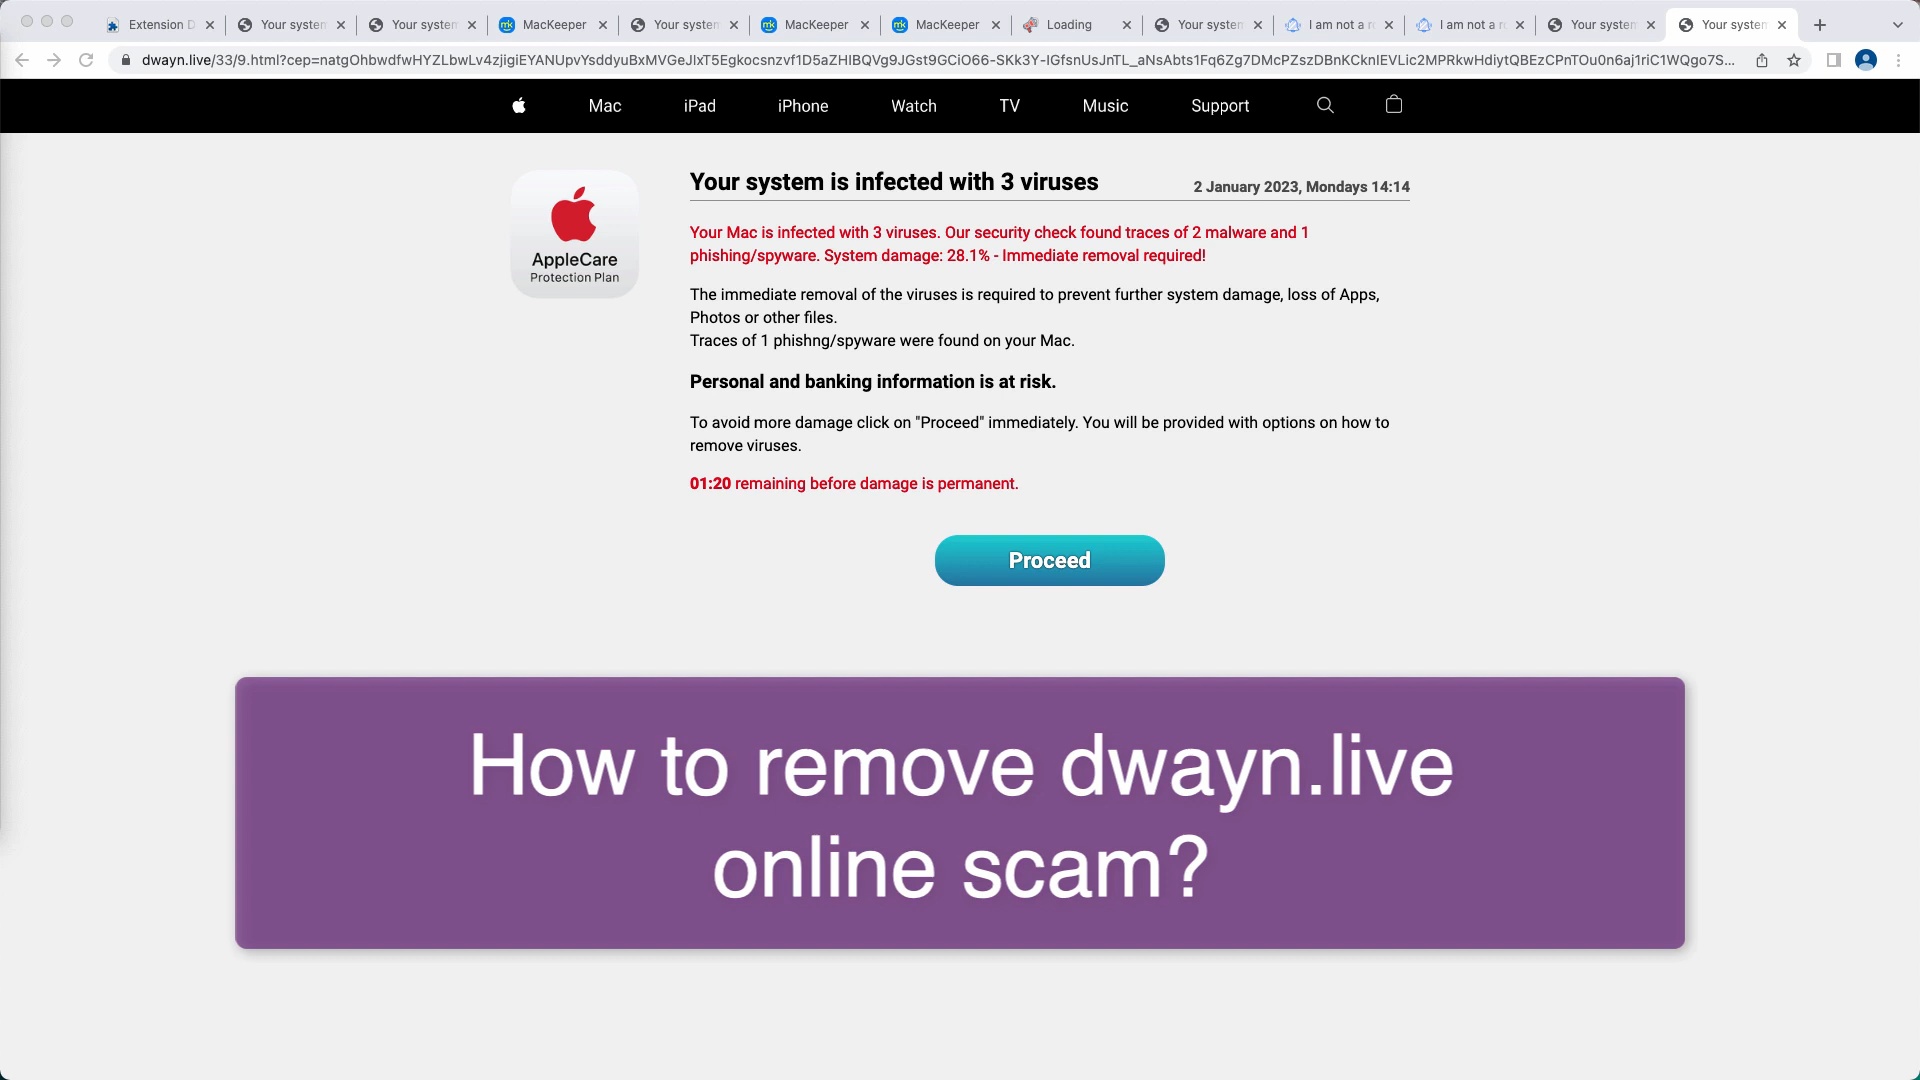 Extension D
Your system
Your system
MacKeeper
Your system
MacKeeper
MacKeeper
Loading
Your system
I am not a ro
I am not a ro
Your system
Your system
dwayn.live/33/9.html?cep=natgOhbwdfwHYZLbwLv4zjigiEYANUpvYsddyuBxMVGeJlxT5Egkocsnzvf1D5aZHIBQVg9JGst9GCiO66-SKk3Y-IGfsnUsJnTL_aNsAbts1Fq6Zg7DMcPZszDBnKCknIEVLic2MPRkwHdiytQBEzCPnTOu0n6aj1riC1WQgo7S...
Mac iPad iPhone Watch TV Music Support
AppleCare
Protection Plan
Your system is infected with 3 viruses
2 January 2023, Mondays 14:14
Your Mac is infected with 3 viruses. Our security check found traces of 2 malware and 1
phishing/spyware. System damage: 28.1% - Immediate removal required!
The immediate removal of the viruses is required to prevent further system damage, loss of Apps,
Photos or other files.
Traces of 1 phishng/spyware were found on your Mac.
Personal and banking information is at risk.
To avoid more damage click on "Proceed" immediately. You will be provided with options on how to
remove viruses.
01:20 remaining before damage is permanent.
Proceed
How to remove dwayn.live
online scam?